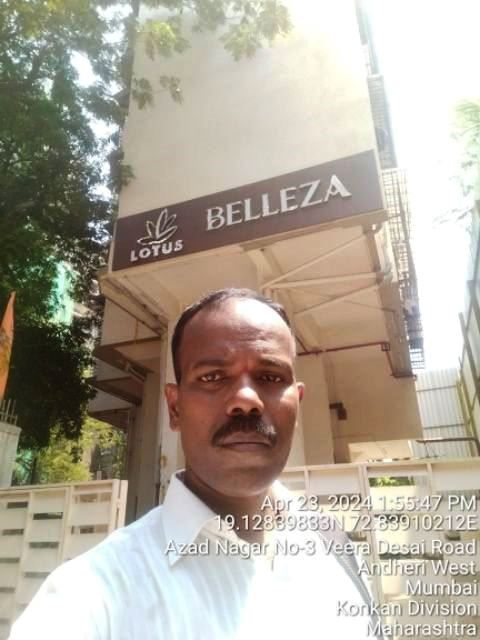 BELLEZA
LOTUS
Apr 23, 2024 1:55:47 PM
19.12839833N 72.83910212E
Azad Nagar No-3 Veera Desai Road
Andheri West
Mumbai
Konkan Division
Maharashtra